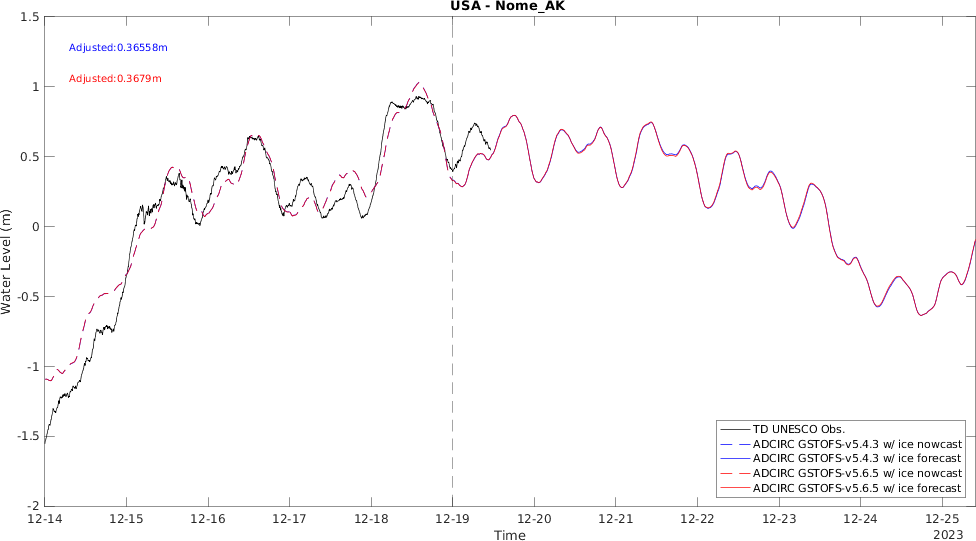 USA - Nome_AK
1.5
Adjusted:0.36558m
Adjusted:0.3679m
1
0.5
0
-0.5
-1
-1.5
-2
Water Level (m)
TD UNESCO Obs.
ADCIRC GSTOFS-v5.4.3 w/ ice nowcast
ADCIRC GSTOFS-v5.4.3 w/ ice forecast
ADCIRC GSTOFS-v5.6.5 w/ ice nowcast
ADCIRC GSTOFS-v5.6.5 w/ ice forecast
12-14 12-15 12-16 12-17 12-18 12-19 12-20 12-21 12-22 12-23 12-24 12-25
Time
2023